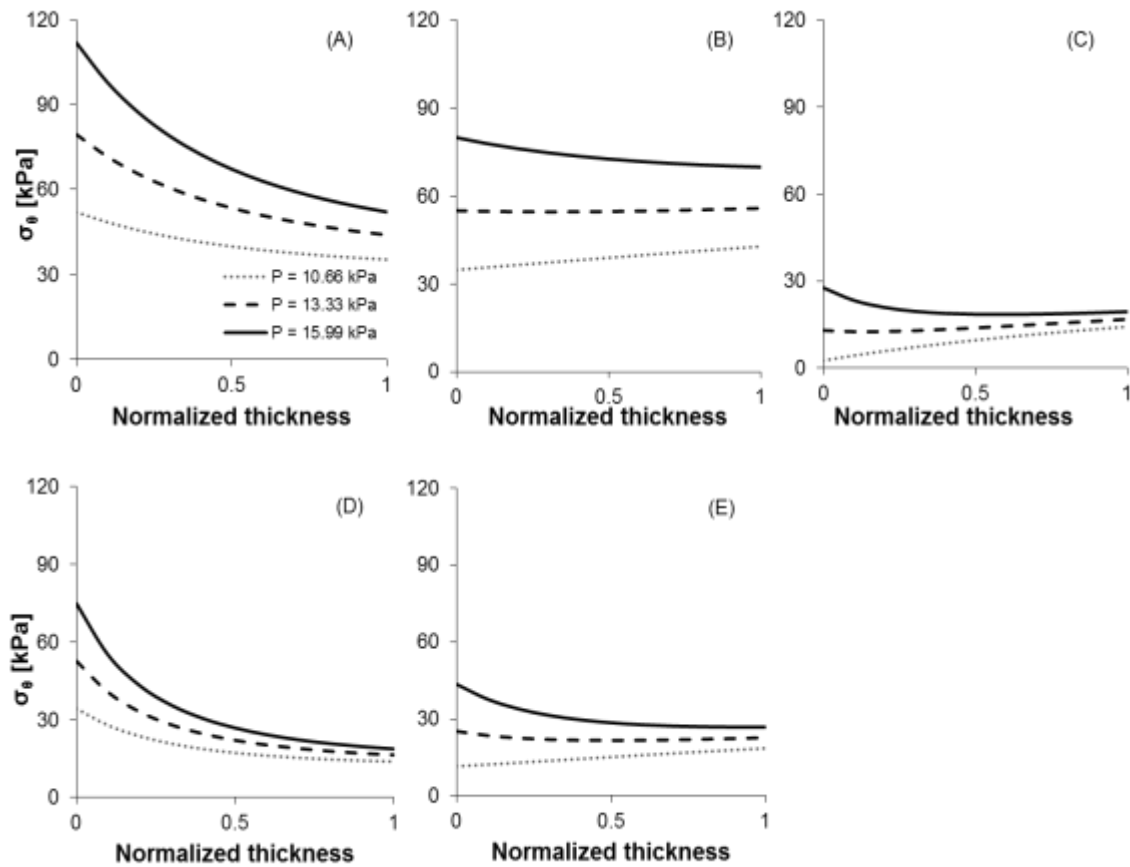 (A)
120
90
60
30
0
σθ [kPa]
P = 10.66 kPa
P = 13.33 kPa
P = 15.99 kPa
0
0.5
1
Normalized thickness
(B)
120
90
60
30
0
0
0.5
1
Normalized thickness
(C)
120
90
60
30
0
0
0.5
1
Normalized thickness
(D)
120
90
60
30
0
σθ [kPa]
0
0.5
1
Normalized thickness
(E)
120
90
60
30
0
0
0.5
1
Normalized thickness